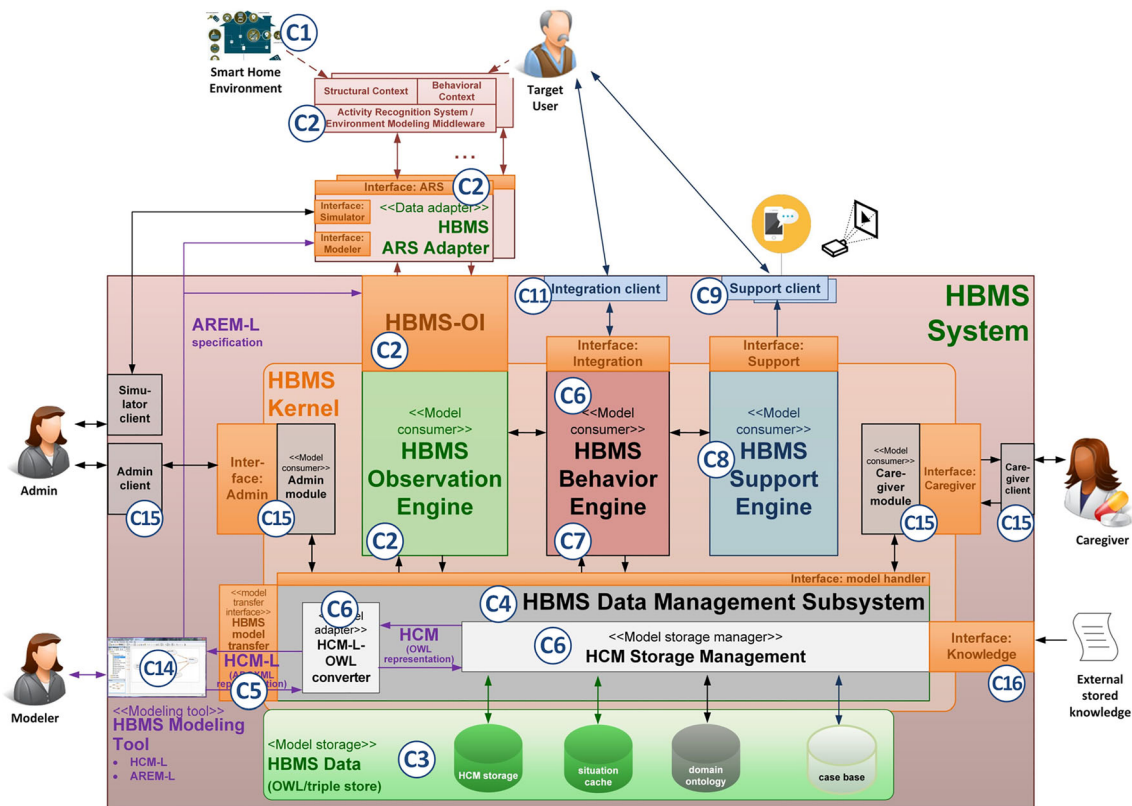 C1
Smart Home
Environment
Target
User
Structural Context
Behavioral
Context
C2
Activity Recognition System /
Environment Modeling Middleware
...
Interface: ARS
C2
Interface:
Simulator
Interface:
Modeler
<<Data adapter>>
HBMS
ARS Adapter
C11
Integration client
C9
Support client
HBMS
System
HBMS-OI
C2
AREM-L
specification
Interface:
Integration
Interface:
Support
HBMS
Kernel
Simu-
lator
client
Admin
Admin
client
C15
Inter-
face:
Admin
<<Model
consumer>>
Admin
module
C15
<<Model
consumer>>
HBMS
Observation
Engine
C2
C6
<<Model
consumer>>
HBMS
Behavior
Engine
C7
<<Model
consumer>>
C8
HBMS
Support
Engine
<<Model
consumer>>
Care-
giver
module
C15
Interface:
Caregiver
Care-
giver
client
C15
Caregiver
Interface: model handler
C4
HBMS Data Management Subsystem
<<model
transfer
interface>>
HBMS
model
transfer
C6
adapter>>
HCM-L-
OWL
converter
HCM
(OWL
representation)
C6
<<Model storage manager>>
HCM Storage Management
Interface:
Knowledge
C16
External
stored
knowledge
Modeler
C14
HCM-L
C5
<<Modeling tool>>
HBMS Modeling
Tool
• HCM-L
• AREM-L
<Model storage>>
HBMS Data
(OWL/triple store)
C3
HCM storage
situation
cache
domain
ontology
case base